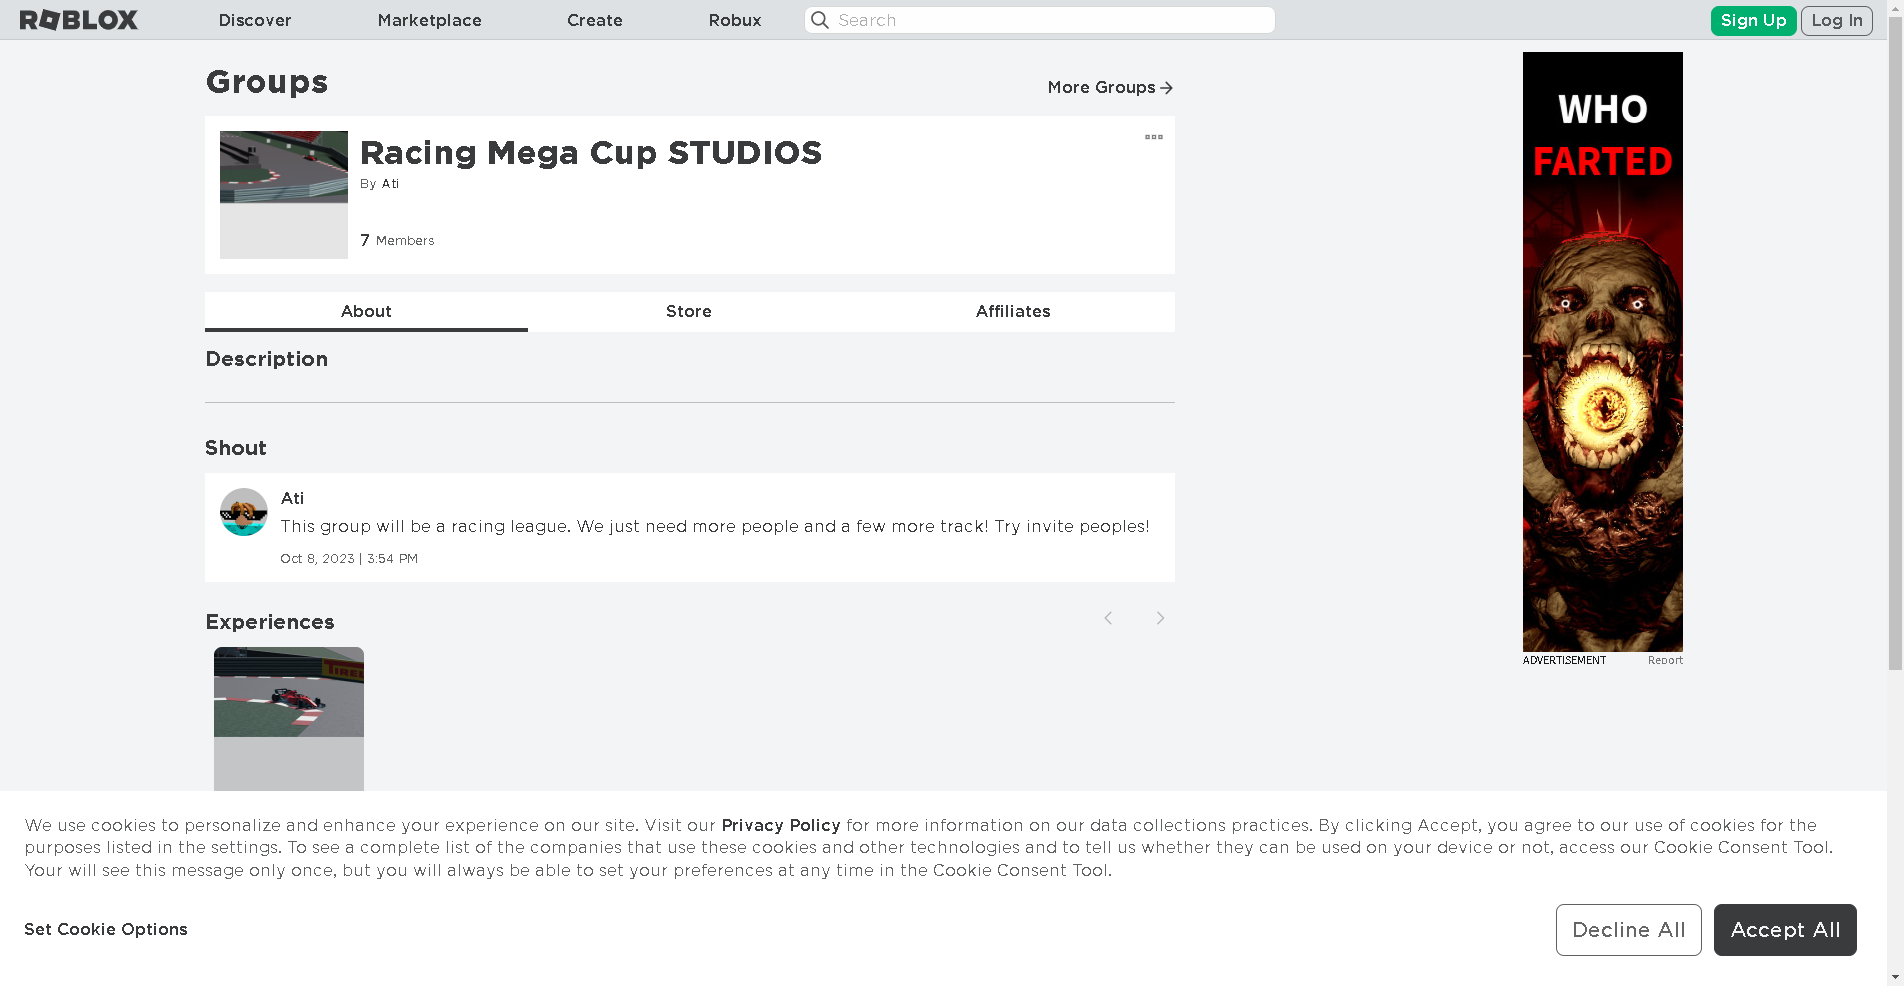 ROBLOX
Discover
Marketplace
Create
Robux
Search
Sign Up
Log In
Groups
More Groups
Racing Mega Cup STUDIOS
By Ati
7 Members
About
Store
Affiliates
Description
Shout
Ati
This group will be a racing league. We just need more people and a few more track! Try invite peoples!
Oct 8, 2023 | 3:54 PM
Experiences
WHO
FARTED
ADVERTISEMENT
Report
We use cookies to personalize and enhance your experience on our site. Visit our Privacy Policy for more information on our data collections practices. By clicking Accept, you agree to our use of cookies for the
purposes listed in the settings. To see a complete list of the companies that use these cookies and other technologies and to tell us whether they can be used on your device or not, access our Cookie Consent Tool.
Your will see this message only once, but you will always be able to set your preferences at any time in the Cookie Consent Tool.
Set Cookie Options
Decline All
Accept All